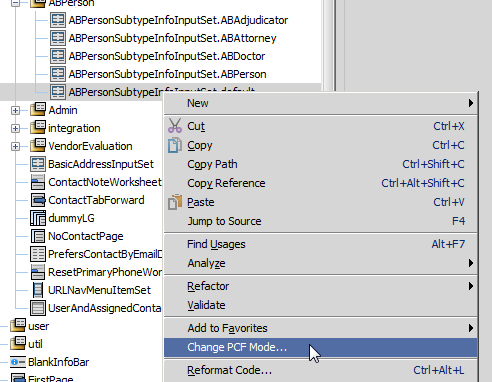 ABPerson
ABPersonSubtypeInfoInputSet.ABAdjudicator
ABPersonSubtypeInfoInputSet.ABAttorney
ABPersonSubtypeInfoInputSet.ABDoctor
ABPersonSubtypeInfoInputSet.ABPerson
ABPersonSubtypeInfoInputSet.default
Admin
integration
VendorEvaluation
BasicAddressInputSet
ContactNoteWorksheet
ContactTabForward
dummyLG
NoContactPage
PrefersContactByEmailD
ResetPrimaryPhoneWor
URLNavMenuItemSet
UserAndAssignedConta
user
util
BlankInfoBar
FirstPage
New
Cut Ctrl+X
Copy Ctrl+C
Copy Path Ctrl+Shift+C
Copy Reference Ctrl+Alt+Shift+C
Paste Ctrl+V
Jump to Source F4
Find Usages Alt+F7
Analyze
Refactor
Validate
Add to Favorites
Change PCF Mode...
Reformat Code... Ctrl+Alt+L